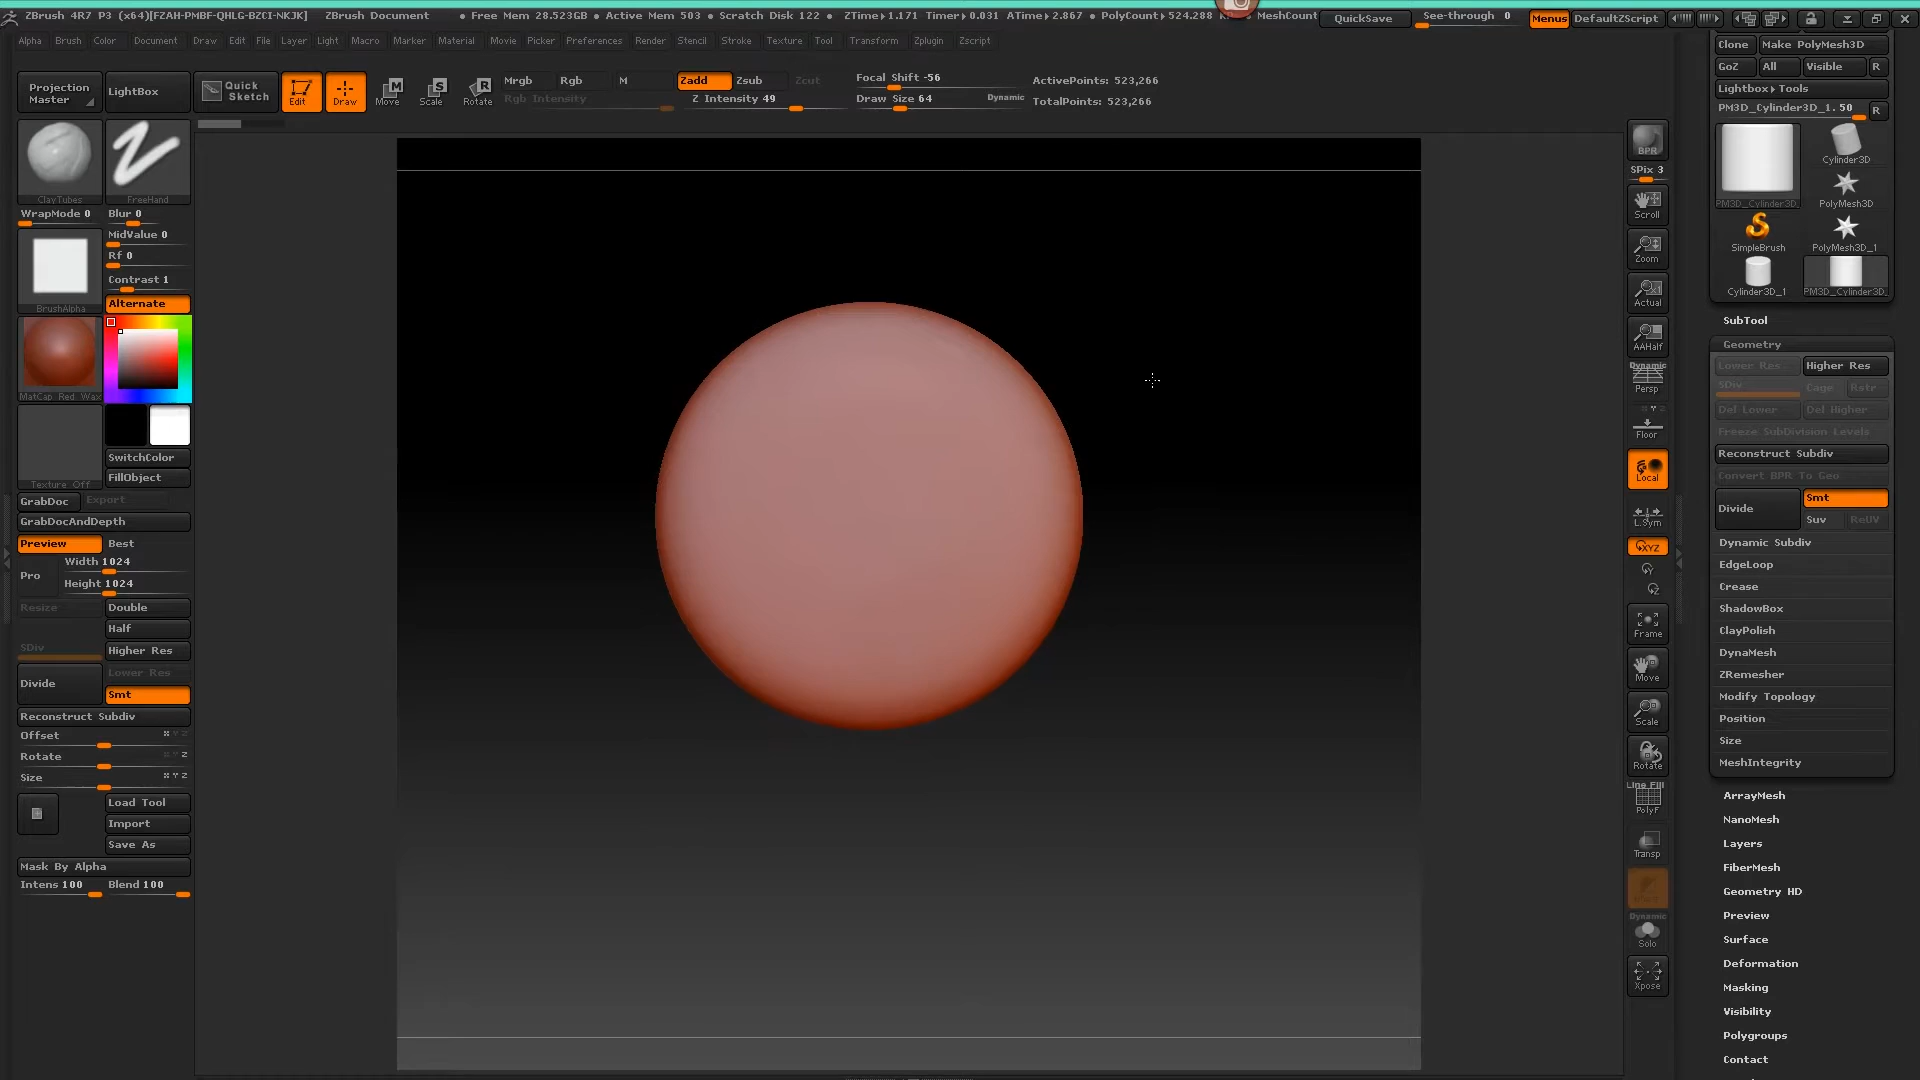 ZBrush 4R7 P3 (x64)[FZAH-PMBF-QHLG-BZCI-NKJK] ZBrush Document • Free Mem 28.523GB • Active Mem 503 • Scratch Disk 122 • ZTime▸1.171 Timer▸0.031 ATime▸2.867 • PolyCount▸524.288 • MeshCount QuickSave See-through 0 Menus DefaultZScript
Alpha Brush Color Document Draw Edit File Layer Light Macro Marker Material Movie Picker Preferences Render Stencil Stroke Texture Tool Transform Zplugin Zscript
Projection Master
LightBox
Quick Sketch
Edit
Draw
Move
Scale
Rotate
Mrgb Rgb M
Rgb Intensity
Zadd Zsub Zcut
Z Intensity 49
Focal Shift -56
Draw Size 64
Dynamic
ActivePoints: 523,266
TotalPoints: 523,266
ClayTubes
FreeHand
WrapMode 0
Blur 0
MidValue 0
Rf 0
Contrast 1
Alternate
BrushAlpha
MatCap Red Wax
Texture Off
SwitchColor
FillObject
GrabDoc Export
GrabDocAndDepth
Preview Best
Pro
Width 1024
Height 1024
Resize
Double
Half
SDiv
Higher Res
Lower Res
Divide
Smt
Reconstruct Subdiv
Offset X Y Z
Rotate Z
Size X Y Z
Load Tool
Import
Save As
Mask By Alpha
Intens 100 Blend 100
BPR
SPix 3
Scroll
Zoom
Actual
AAHalf
Dynamic
Persp
Floor
Local
L.Sym
XYZ
Y
Z
Frame
Move
Scale
Rotate
Line Fill
PolyF
Transp
Dynamic
Solo
Xpose
Clone Make PolyMesh3D
GoZ All Visible R
Lightbox▸Tools
PM3D_Cylinder3D_1. 50 R
Cylinder3D
PM3D_Cylinder3D_
PolyMesh3D
SimpleBrush
PolyMesh3D_1
Cylinder3D_1
PM3D_Cylinder3D_
SubTool
Geometry
Lower Res Higher Res
SDiv Cage Rstr
Del Lower Del Higher
Freeze SubDivision Levels
Reconstruct Subdiv
Convert BPR To Geo
Divide
Smt
Suv ReUV
Dynamic Subdiv
EdgeLoop
Crease
ShadowBox
ClayPolish
DynaMesh
ZRemesher
Modify Topology
Position
Size
MeshIntegrity
ArrayMesh
NanoMesh
Layers
FiberMesh
Geometry HD
Preview
Surface
Deformation
Masking
Visibility
Polygroups
Contact